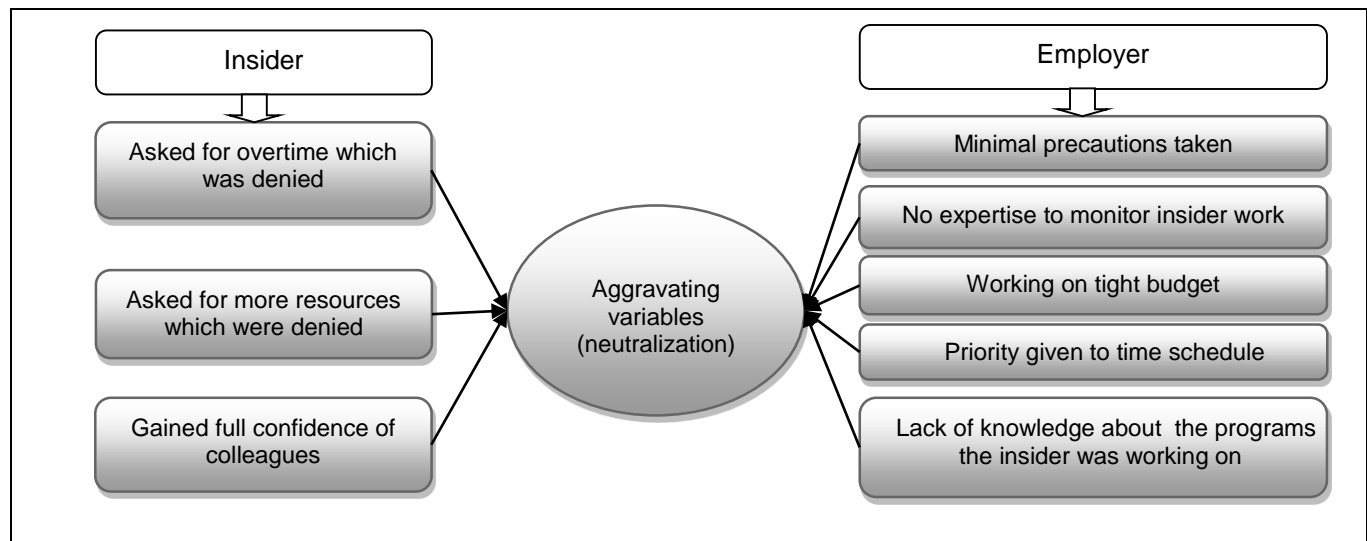 Insider
Asked for overtime which
was denied
Asked for more resources
which were denied
Gained full confidence of
colleagues
Aggravating
variables
(neutralization)
Employer
Minimal precautions taken
No expertise to monitor insider work
Working on tight budget
Priority given to time schedule
Lack of knowledge about the programs
the insider was working on